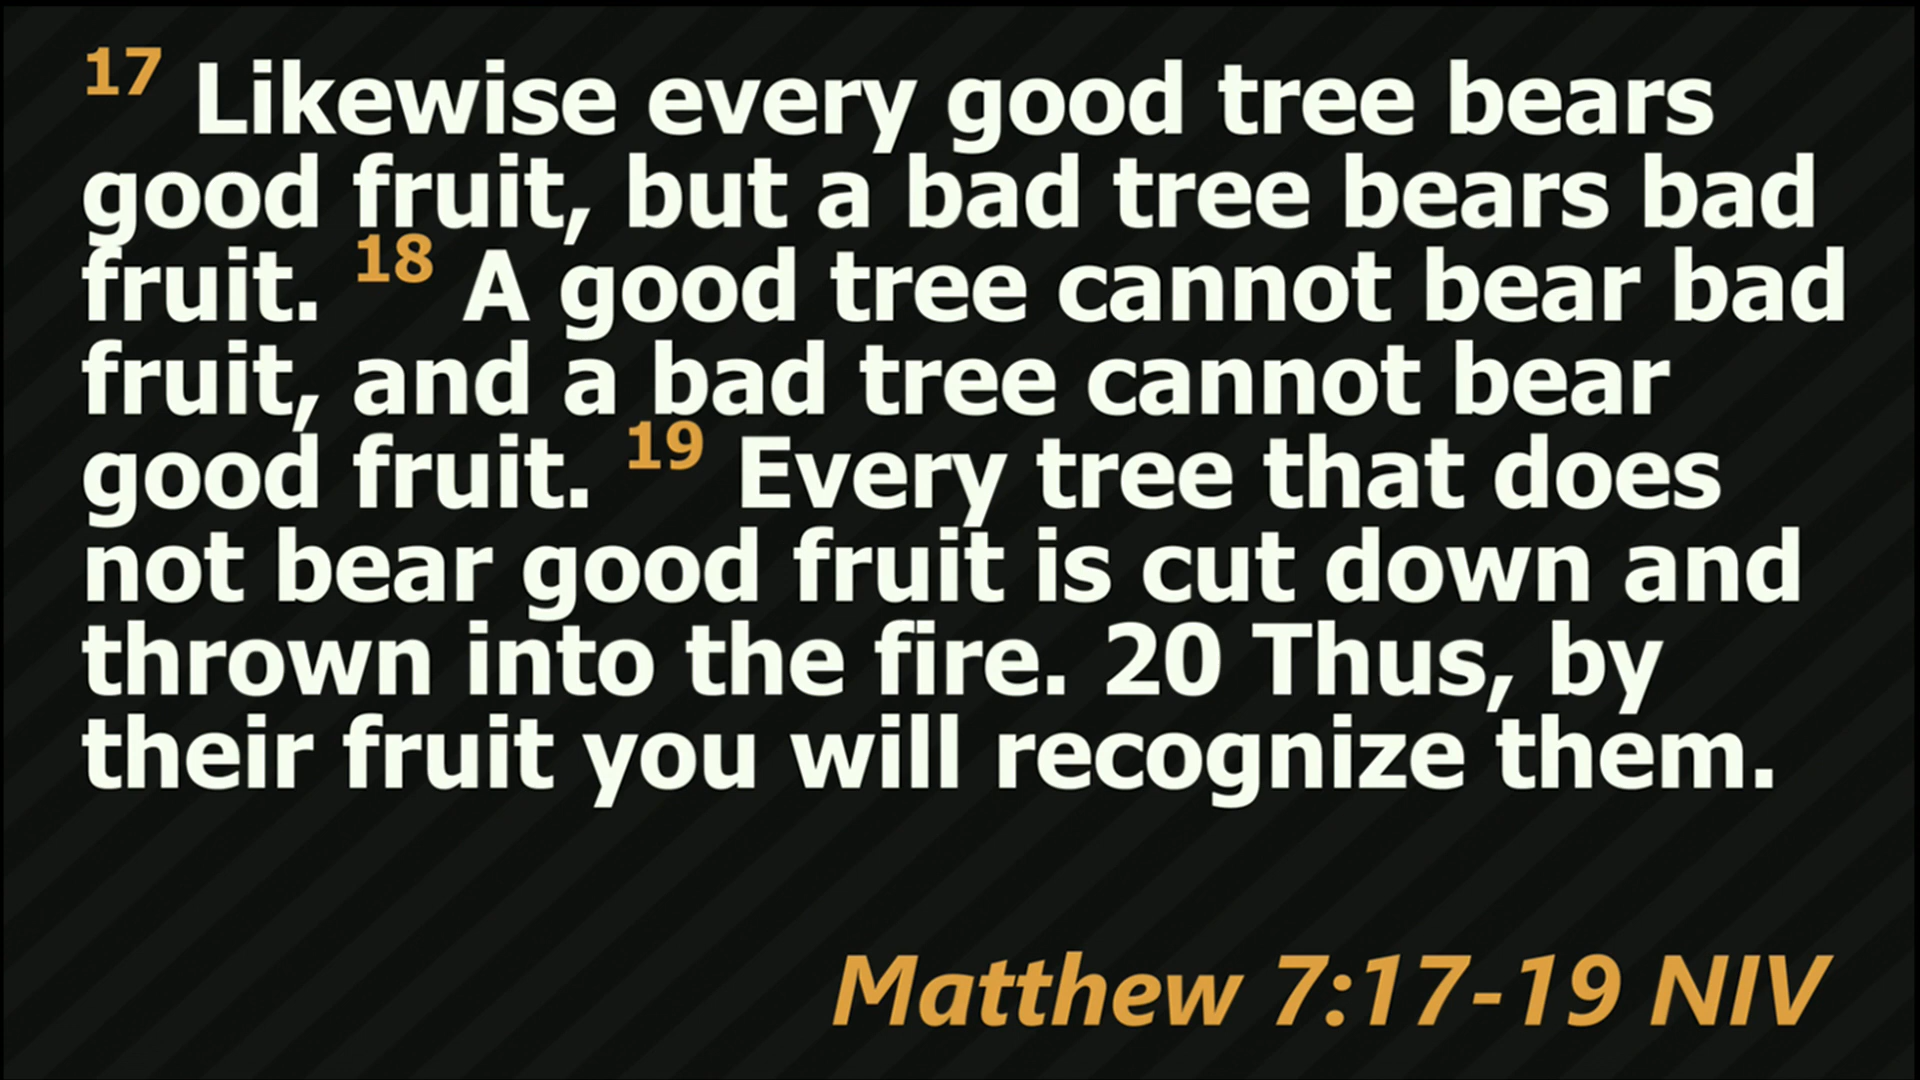 17 Likewise every good tree bears
good fruit, but a bad tree bears bad
fruit. 18 A good tree cannot bear bad
fruit, and a bad tree cannot bear
good fruit. 19 Every tree that does
not bear good fruit is cut down and
thrown into the fire. 20 Thus, by
their fruit you will recognize them.
Matthew 7:17-19 NIV